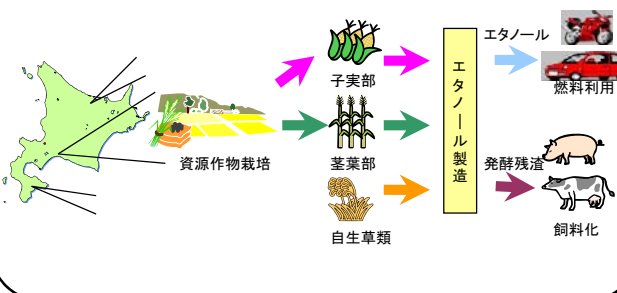 エタノール
子実部
燃料利用
エタノール製造
資源作物栽培
茎葉部
発酵残渣
自生草類
飼料化